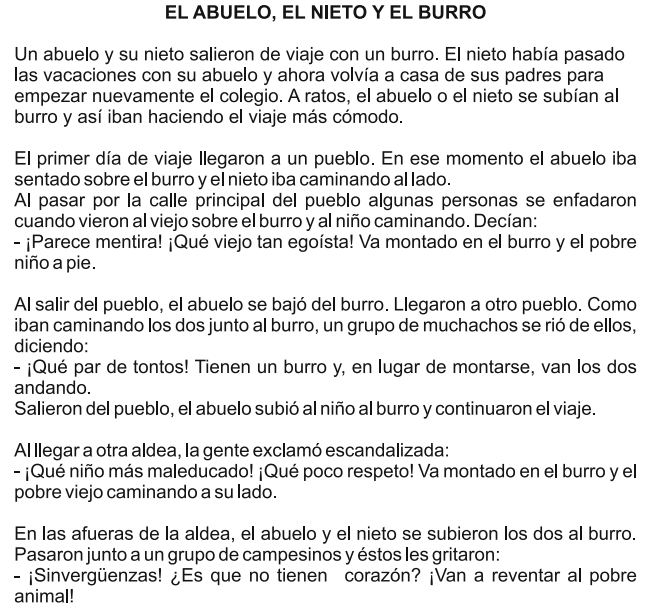 EL ABUELO, EL NIETO Y EL BURRO
Un abuelo y su nieto salieron de viaje con un burro. El nieto había pasado
las vacaciones con su abuelo y ahora volvía a casa de sus padres para
empezar nuevamente el colegio. A ratos, el abuelo o el nieto se subían al
burro y así iban haciendo el viaje más cómodo.
El primer día de viaje llegaron a un pueblo. En ese momento el abuelo iba
sentado sobre el burro y el nieto iba caminando al lado.
Al pasar por la calle principal del pueblo algunas personas se enfadaron
cuando vieron al viejo sobre el burro y al niño caminando. Decían:
- ¡Parece mentira! ¡Qué viejo tan egoísta! Va montado en el burro y el pobre
niño a pie.
Al salir del pueblo, el abuelo se bajó del burro. Llegaron a otro pueblo. Como
iban caminando los dos junto al burro, un grupo de muchachos se rió de ellos,
diciendo:
- ¡Qué par de tontos! Tienen un burro y, en lugar de montarse, van los dos
andando.
Salieron del pueblo, el abuelo subió al niño al burro y continuaron el viaje.
Al llegar a otra aldea, la gente exclamó escandalizada:
- ¡Qué niño más maleducado! ¡Qué poco respeto! Va montado en el burro y el
pobre viejo caminando a su lado.
En las afueras de la aldea, el abuelo y el nieto se subieron los dos al burro.
Pasaron junto a un grupo de campesinos y éstos les gritaron:
- ¡Sinvergüenzas! ¿Es que no tienen corazón? ¡Van a reventar al pobre
animal!